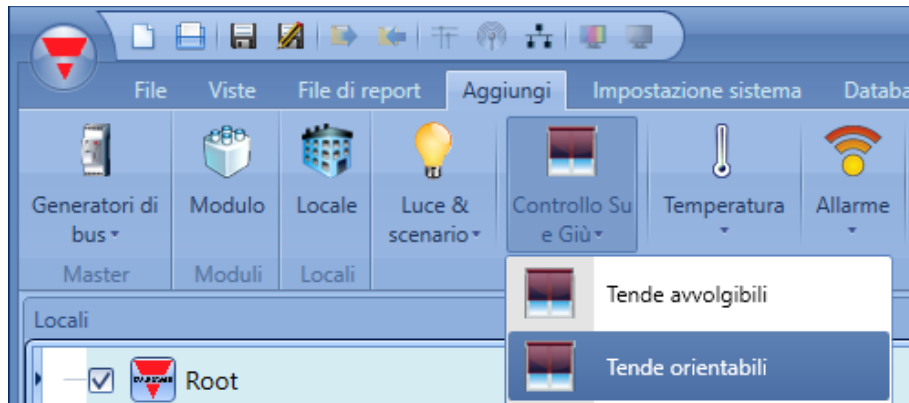 File Viste File di report Aggiungi Impostazione sistema Databa
Generatori di bus Modulo Locale Luce & scenario Controllo Su e Giù Temperatura Allarme
Master Moduli Locali
Tende avvolgibili
Locali
Tende orientabili
Root